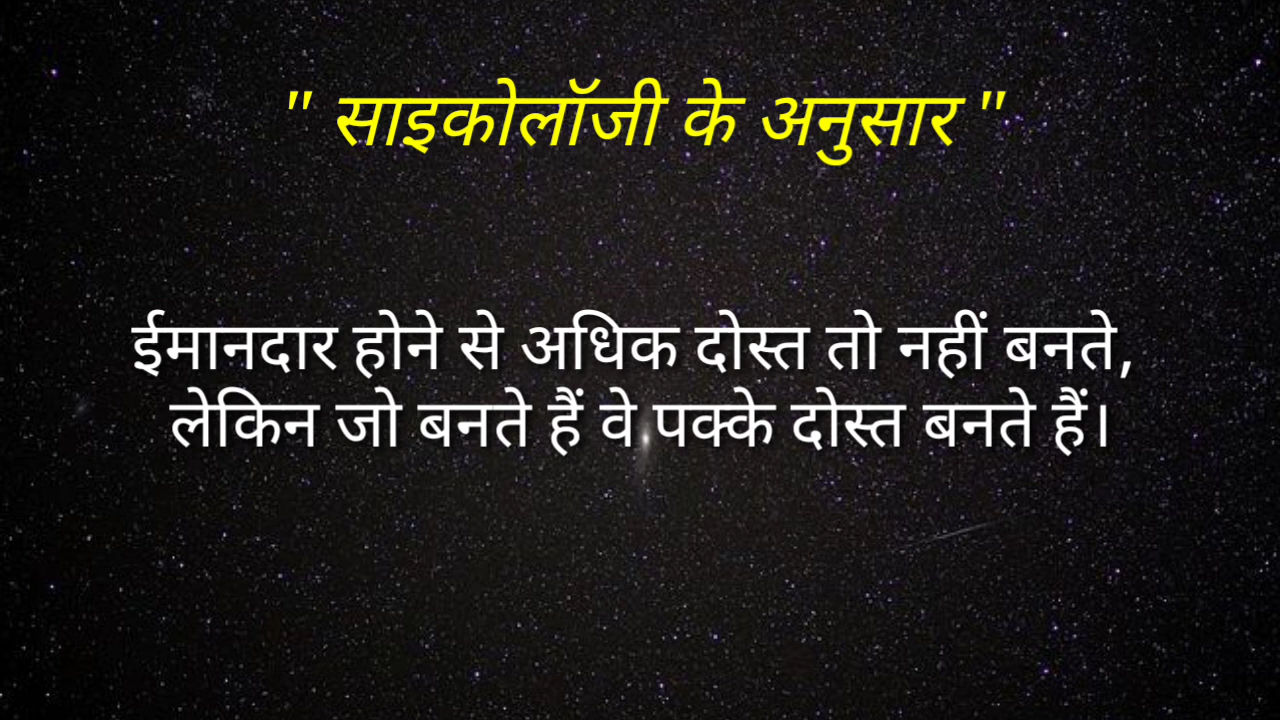 " साइकोलॉजी के अनुसार "
ईमानदार होने से अधिक दोस्त तो नहीं बनते,
लेकिन जो बनते हैं वे पक्के दोस्त बनते हैं।